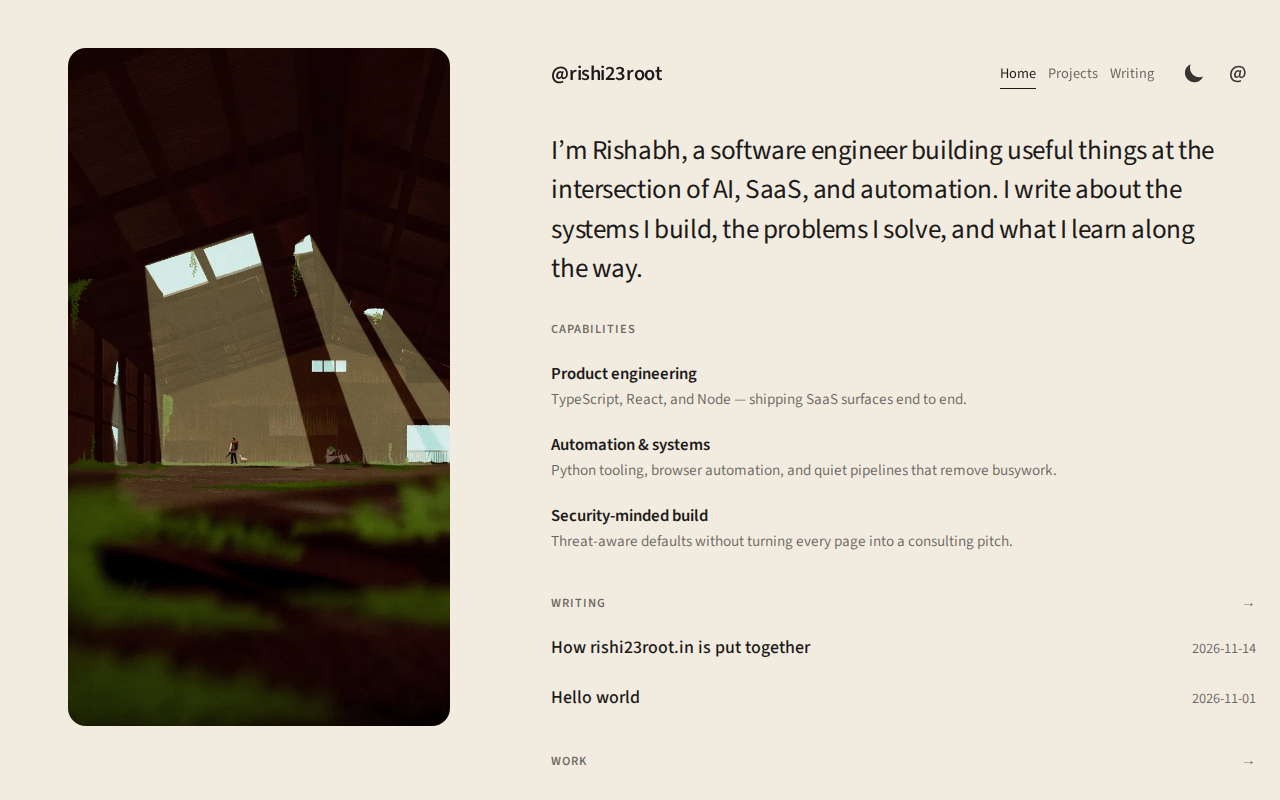 @rishi23root
Home Projects Writing @
I’m Rishabh, a software engineer building useful things at the
intersection of AI, SaaS, and automation. I write about the
systems I build, the problems I solve, and what I learn along
the way.
CAPABILITIES
Product engineering
TypeScript, React, and Node — shipping SaaS surfaces end to end.
Automation & systems
Python tooling, browser automation, and quiet pipelines that remove busywork.
Security-minded build
Threat-aware defaults without turning every page into a consulting pitch.
WRITING →
How rishi23root.in is put together 2026-11-14
Hello world 2026-11-01
WORK →